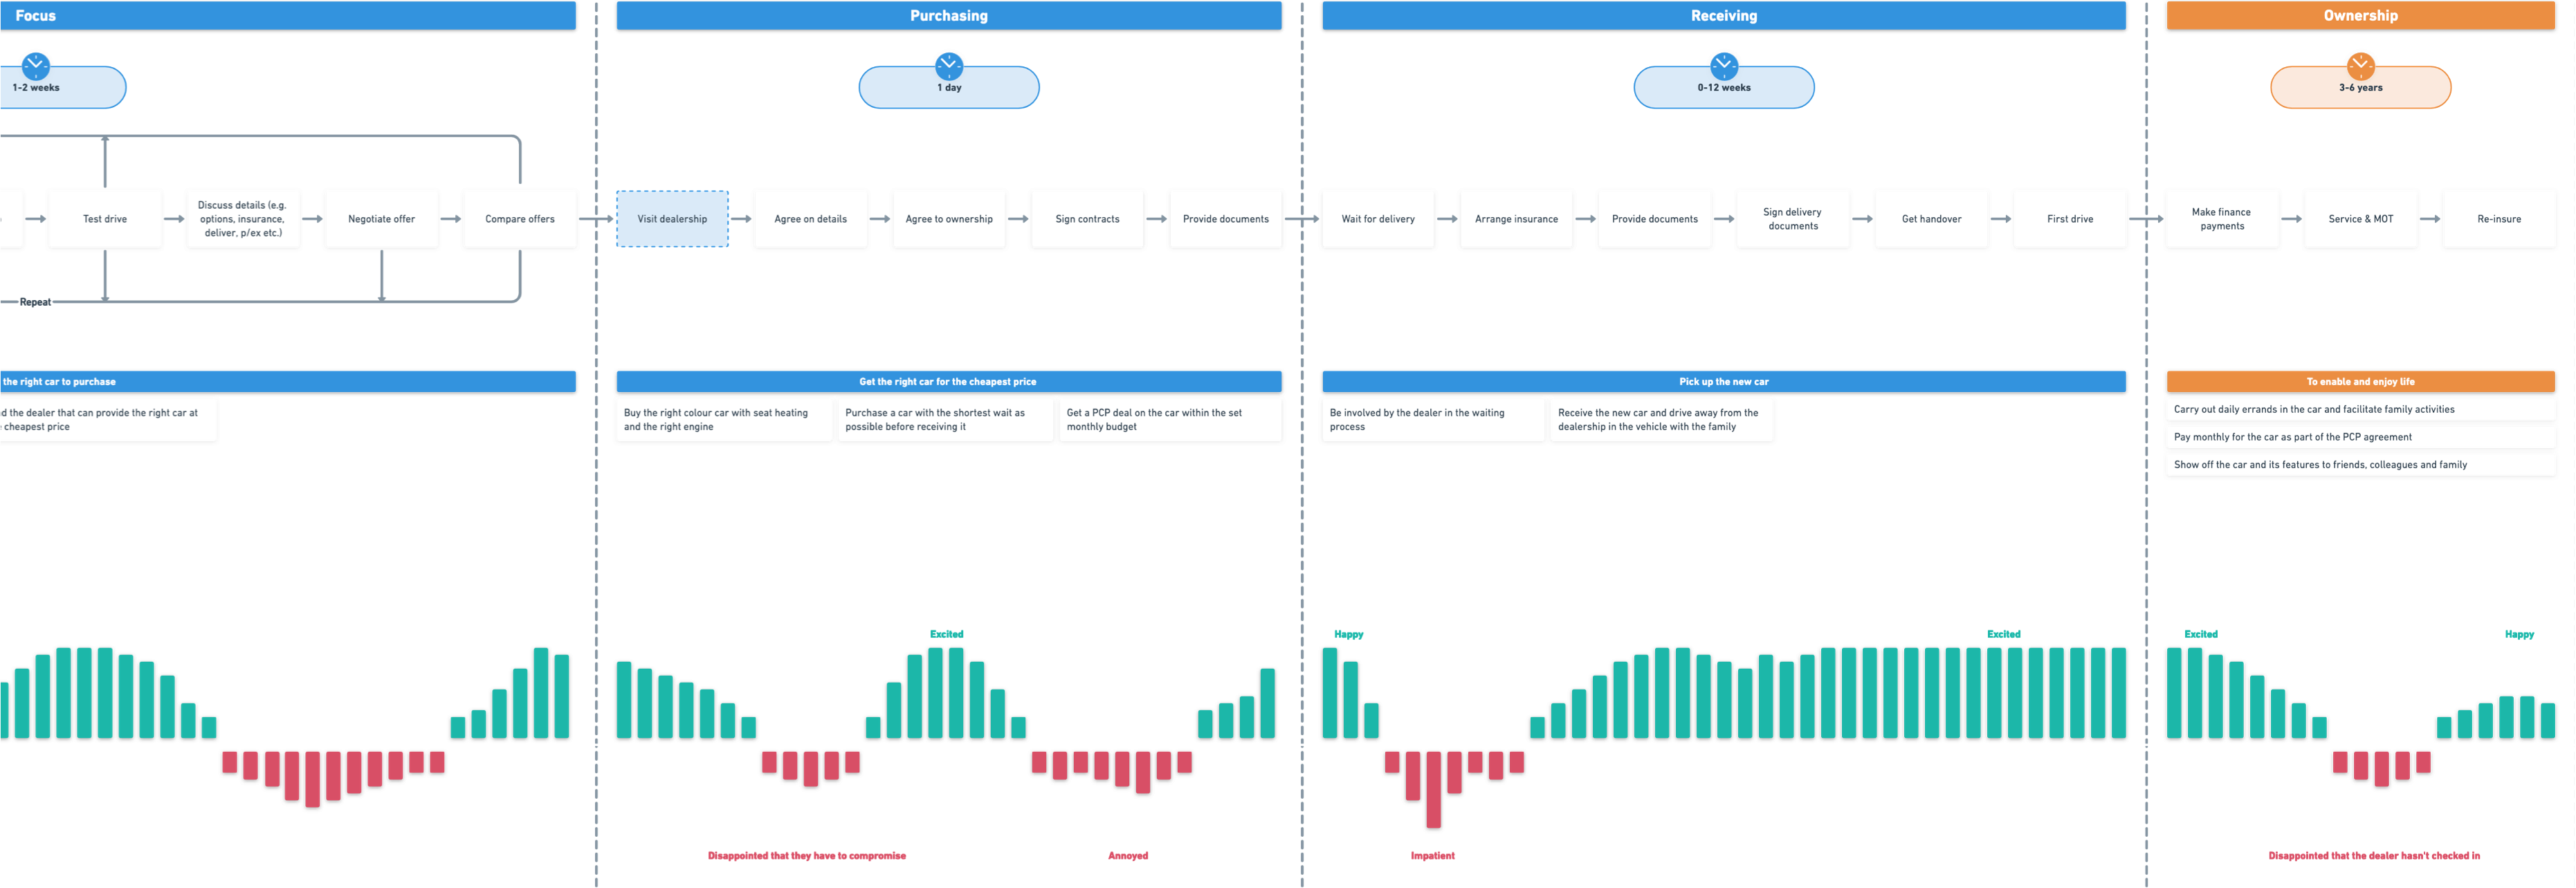 Focus
Purchasing
Receiving
Ownership
1-2 weeks
1 day
0-12 weeks
3-6 years
Test drive
Discuss details (e.g.
options, insurance,
deliver, p/ex etc.)
Negotiate offer
Compare offers
Visit dealership
Agree on details
Agree to ownership
Sign contracts
Provide documents
Wait for delivery
Arrange insurance
Provide documents
Sign delivery
documents
Get handover
First drive
Make finance
payments
Service & MOT
Re-insure
Repeat
the right car to purchase
Get the right car for the cheapest price
Pick up the new car
To enable and enjoy life
the dealer that can provide the right car at
cheapest price
Buy the right colour car with seat heating
and the right engine
Purchase a car with the shortest wait as
possible before receiving it
Get a PCP deal on the car within the set
monthly budget
Be involved by the dealer in the waiting
process
Receive the new car and drive away from the
dealership in the vehicle with the family
Carry out daily errands in the car and facilitate family activities
Pay monthly for the car as part of the PCP agreement
Show off the car and its features to friends, colleagues and family
Excited
Happy
Excited
Excited
Happy
Disappointed that they have to compromise
Annoyed
Impatient
Disappointed that the dealer hasn't checked in